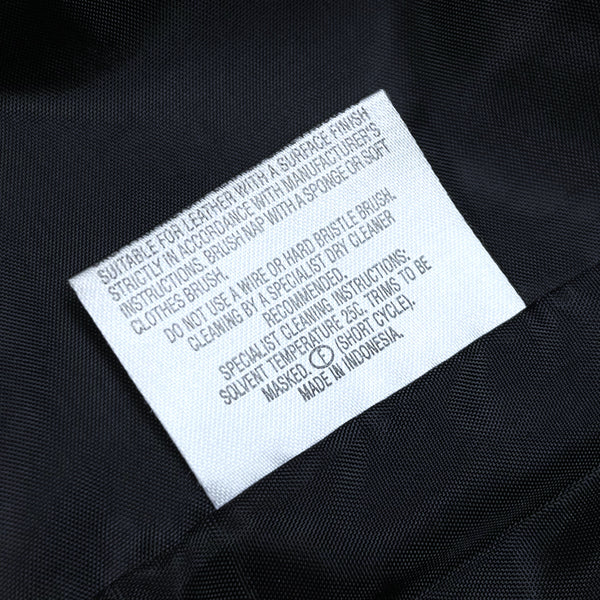 SUITABLE FOR LEATHER WITH A SURFACE FINISH
STRICTLY IN ACCORDANCE WITH MANUFACTURER'S
INSTRUCTIONS. BRUSH NAP WITH A SPONGE OR SOFT
CLOTHES BRUSH.
DO NOT USE A WIRE OR HARD BRISTLE BRUSH.
CLEANING BY A SPECIALIST DRY CLEANER
RECOMMENDED.
SPECIALIST CLEANING INSTRUCTIONS:
SOLVENT TEMPERATURE 25C, TRIMS TO BE
MASKED (SHORT CYCLE).
MADE IN INDONESIA.